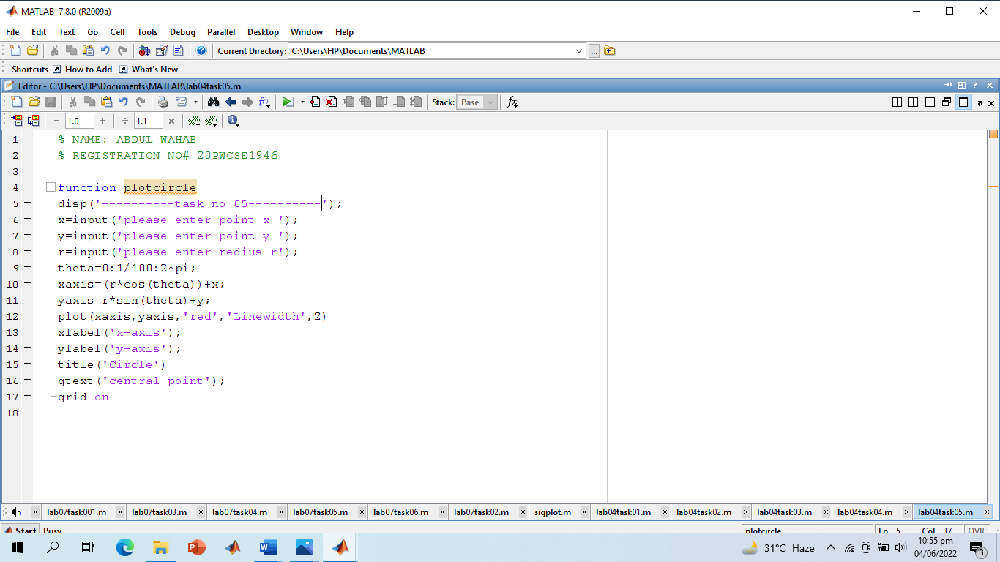 MATLAB 7.8.0 (R2009a)
File Edit Text Go Cell Tools Debug Parallel Desktop Window Help
Current Directory: C:\Users\HP\Documents\MATLAB ...
Shortcuts How to Add What's New
Editor - C:\Users\HP\Documents\MATLAB\lab04task05.m
Stack: Base fx
− 1.0 + ÷ 1.1 ×
1 % NAME: ABDUL WAHAB
2 % REGISTRATION NO# 20PWCSE1946
3
4 function plotcircle
5 disp('----------task no 05----------');
6 x=input('please enter point x ');
7 y=input('please enter point y ');
8 r=input('please enter redius r');
9 theta=0:1/100:2*pi;
10 xaxis=(r*cos(theta))+x;
11 yaxis=r*sin(theta)+y;
12 plot(xaxis,yaxis,'red','Linewidth',2)
13 xlabel('x-axis');
14 ylabel('y-axis');
15 title('Circle')
16 gtext('central point');
17 grid on
18
lab07task001.m lab07task03.m lab07task04.m lab07task05.m lab07task06.m lab07task02.m sigplot.m lab04task01.m lab04task02.m lab04task03.m lab04task04.m lab04task05.m
Start Busy plotcircle Ln 5 Col 37 OVR
31°C Haze 10:55 pm
04/06/2022 3